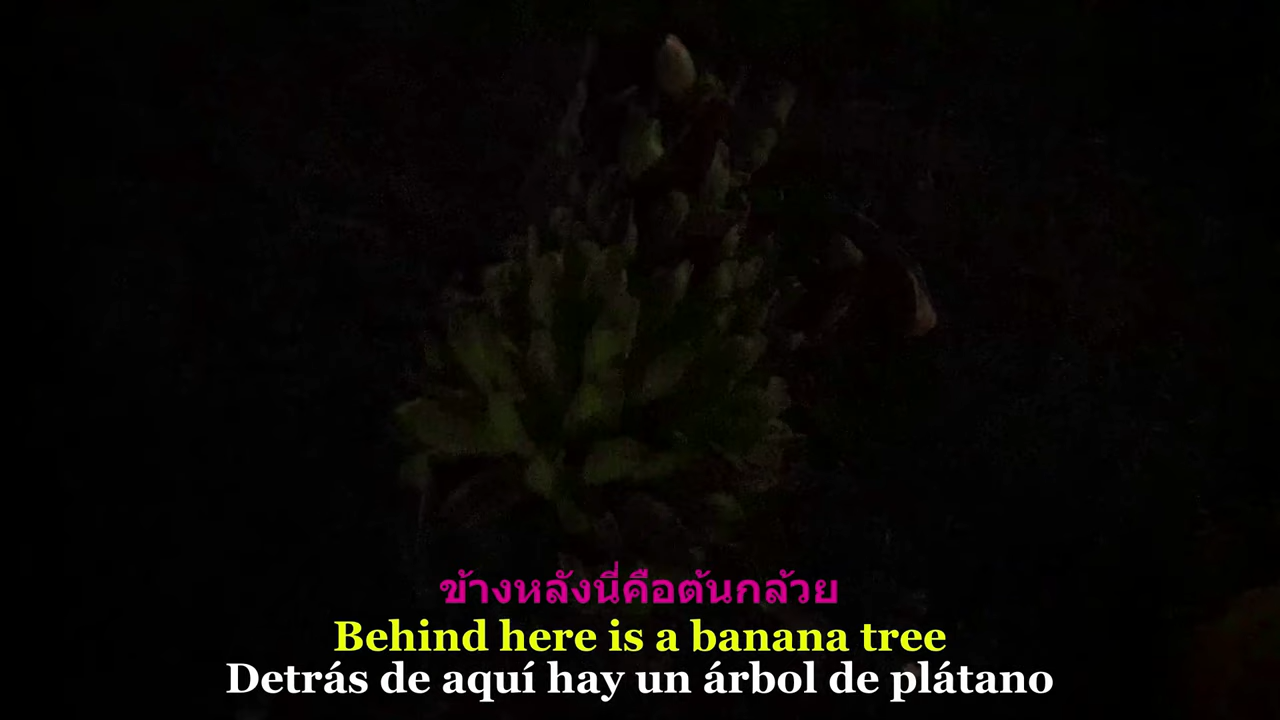 ข้างหลังนี่คือต้นกล้วย
Behind here is a banana tree
Detrás de aquí hay un árbol de plátano